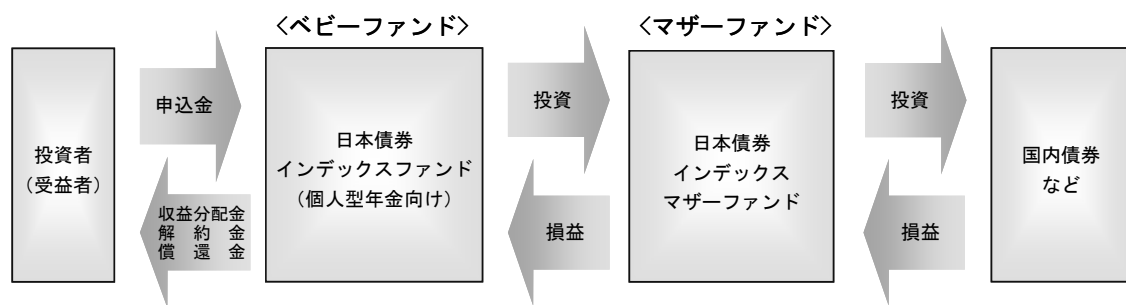 〈ベビーファンド〉
〈マザーファンド〉
投資者
（受益者）
申込金
収益分配金
解約金
償還金
日本債券
インデックスファンド
（個人型年金向け）
投資
損益
日本債券
インデックス
マザーファンド
投資
損益
国内債券
など